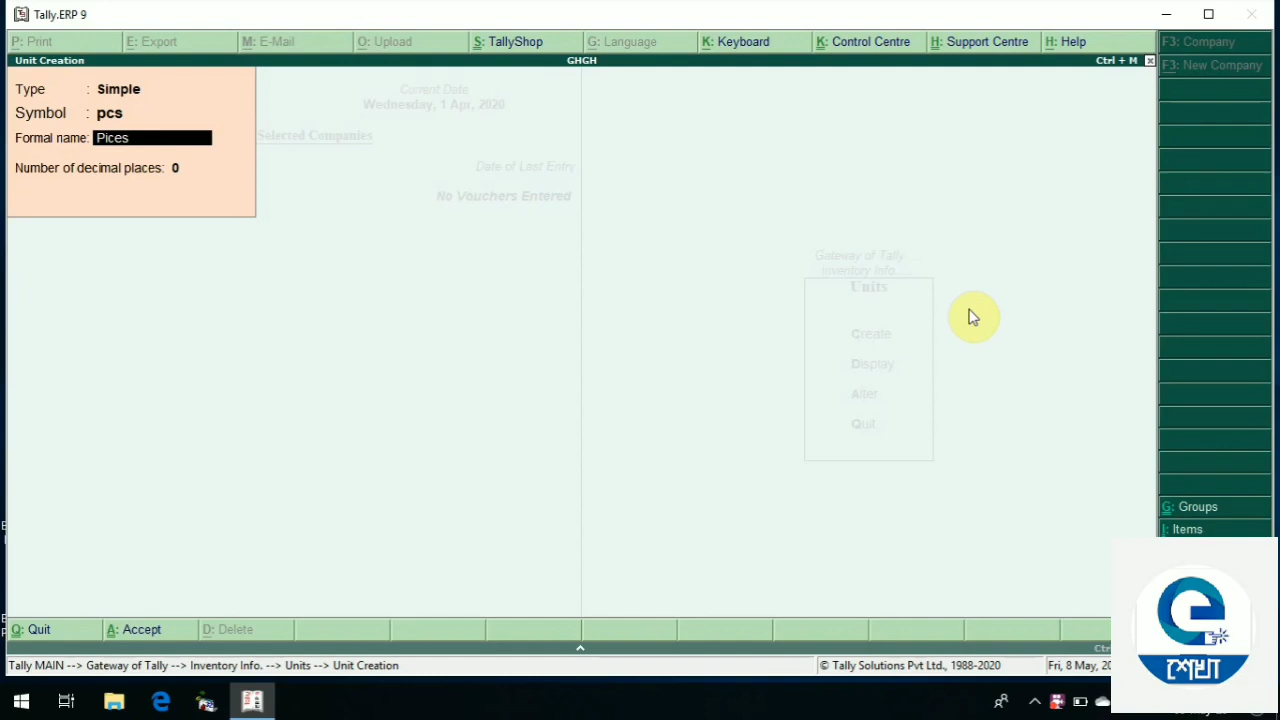 Tally.ERP 9
P: Print E: Export M: E-Mail O: Upload S: TallyShop G: Language K: Keyboard K: Control Centre H: Support Centre H: Help F3: Company
Unit Creation GHGH Ctrl + M
F3: New Company
Type : Simple
Symbol : pcs
Formal name: Pices
Number of decimal places: 0
Current Date
Wednesday, 1 Apr, 2020
Selected Companies
Date of Last Entry
No Vouchers Entered
Gateway of Tally ...
Inventory Info....
Units
Create
Display
Alter
Quit
G: Groups
I: Items
Q: Quit A: Accept D: Delete
Tally MAIN --> Gateway of Tally --> Inventory Info. --> Units --> Unit Creation © Tally Solutions Pvt Ltd., 1988-2020 Fri, 8 May, 20
e
শেখা